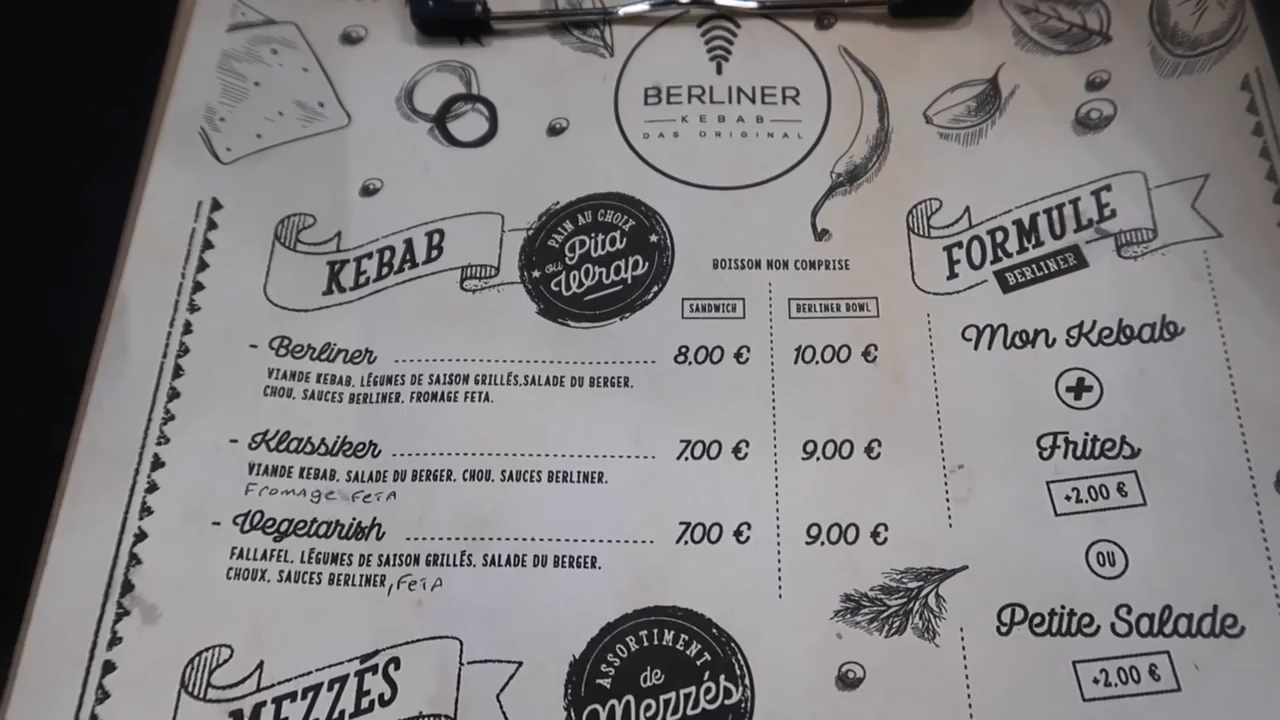 BERLINER
KEBAB
DAS ORIGINAL
KEBAB
PAIN AU CHOIX
Pita
ou
Wrap
BOISSON NON COMPRISE
SANDWICH
BERLINER BOWL
- Berliner 8,00 € 10,00 €
VIANDE KEBAB, LÉGUMES DE SAISON GRILLÉS,SALADE DU BERGER,
CHOU, SAUCES BERLINER, FROMAGE FETA.
- Klassiker 7,00 € 9,00 €
VIANDE KEBAB, SALADE DU BERGER, CHOU, SAUCES BERLINER.
Fromage FeTA
- Vegetarish 7,00 € 9,00 €
FALLAFEL, LÉGUMES DE SAISON GRILLÉS, SALADE DU BERGER,
CHOUX, SAUCES BERLINER, FeTA
FORMULE
BERLINER
Mon Kebab
+
Frites
+2,00 €
OU
Petite Salade
+2,00 €
MEZZÉS
ASSORTIMENT
de
Mezzés